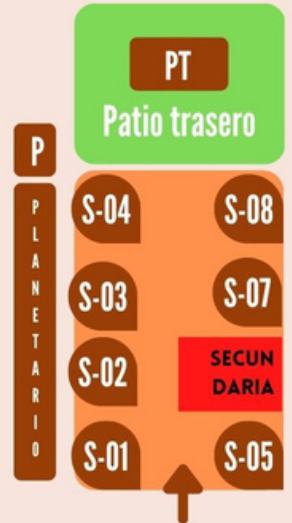 PT
Patio trasero
P
PLANETARIO
S-04
S-08
S-03
S-07
S-02
SECUN
DARIA
S-01
S-05